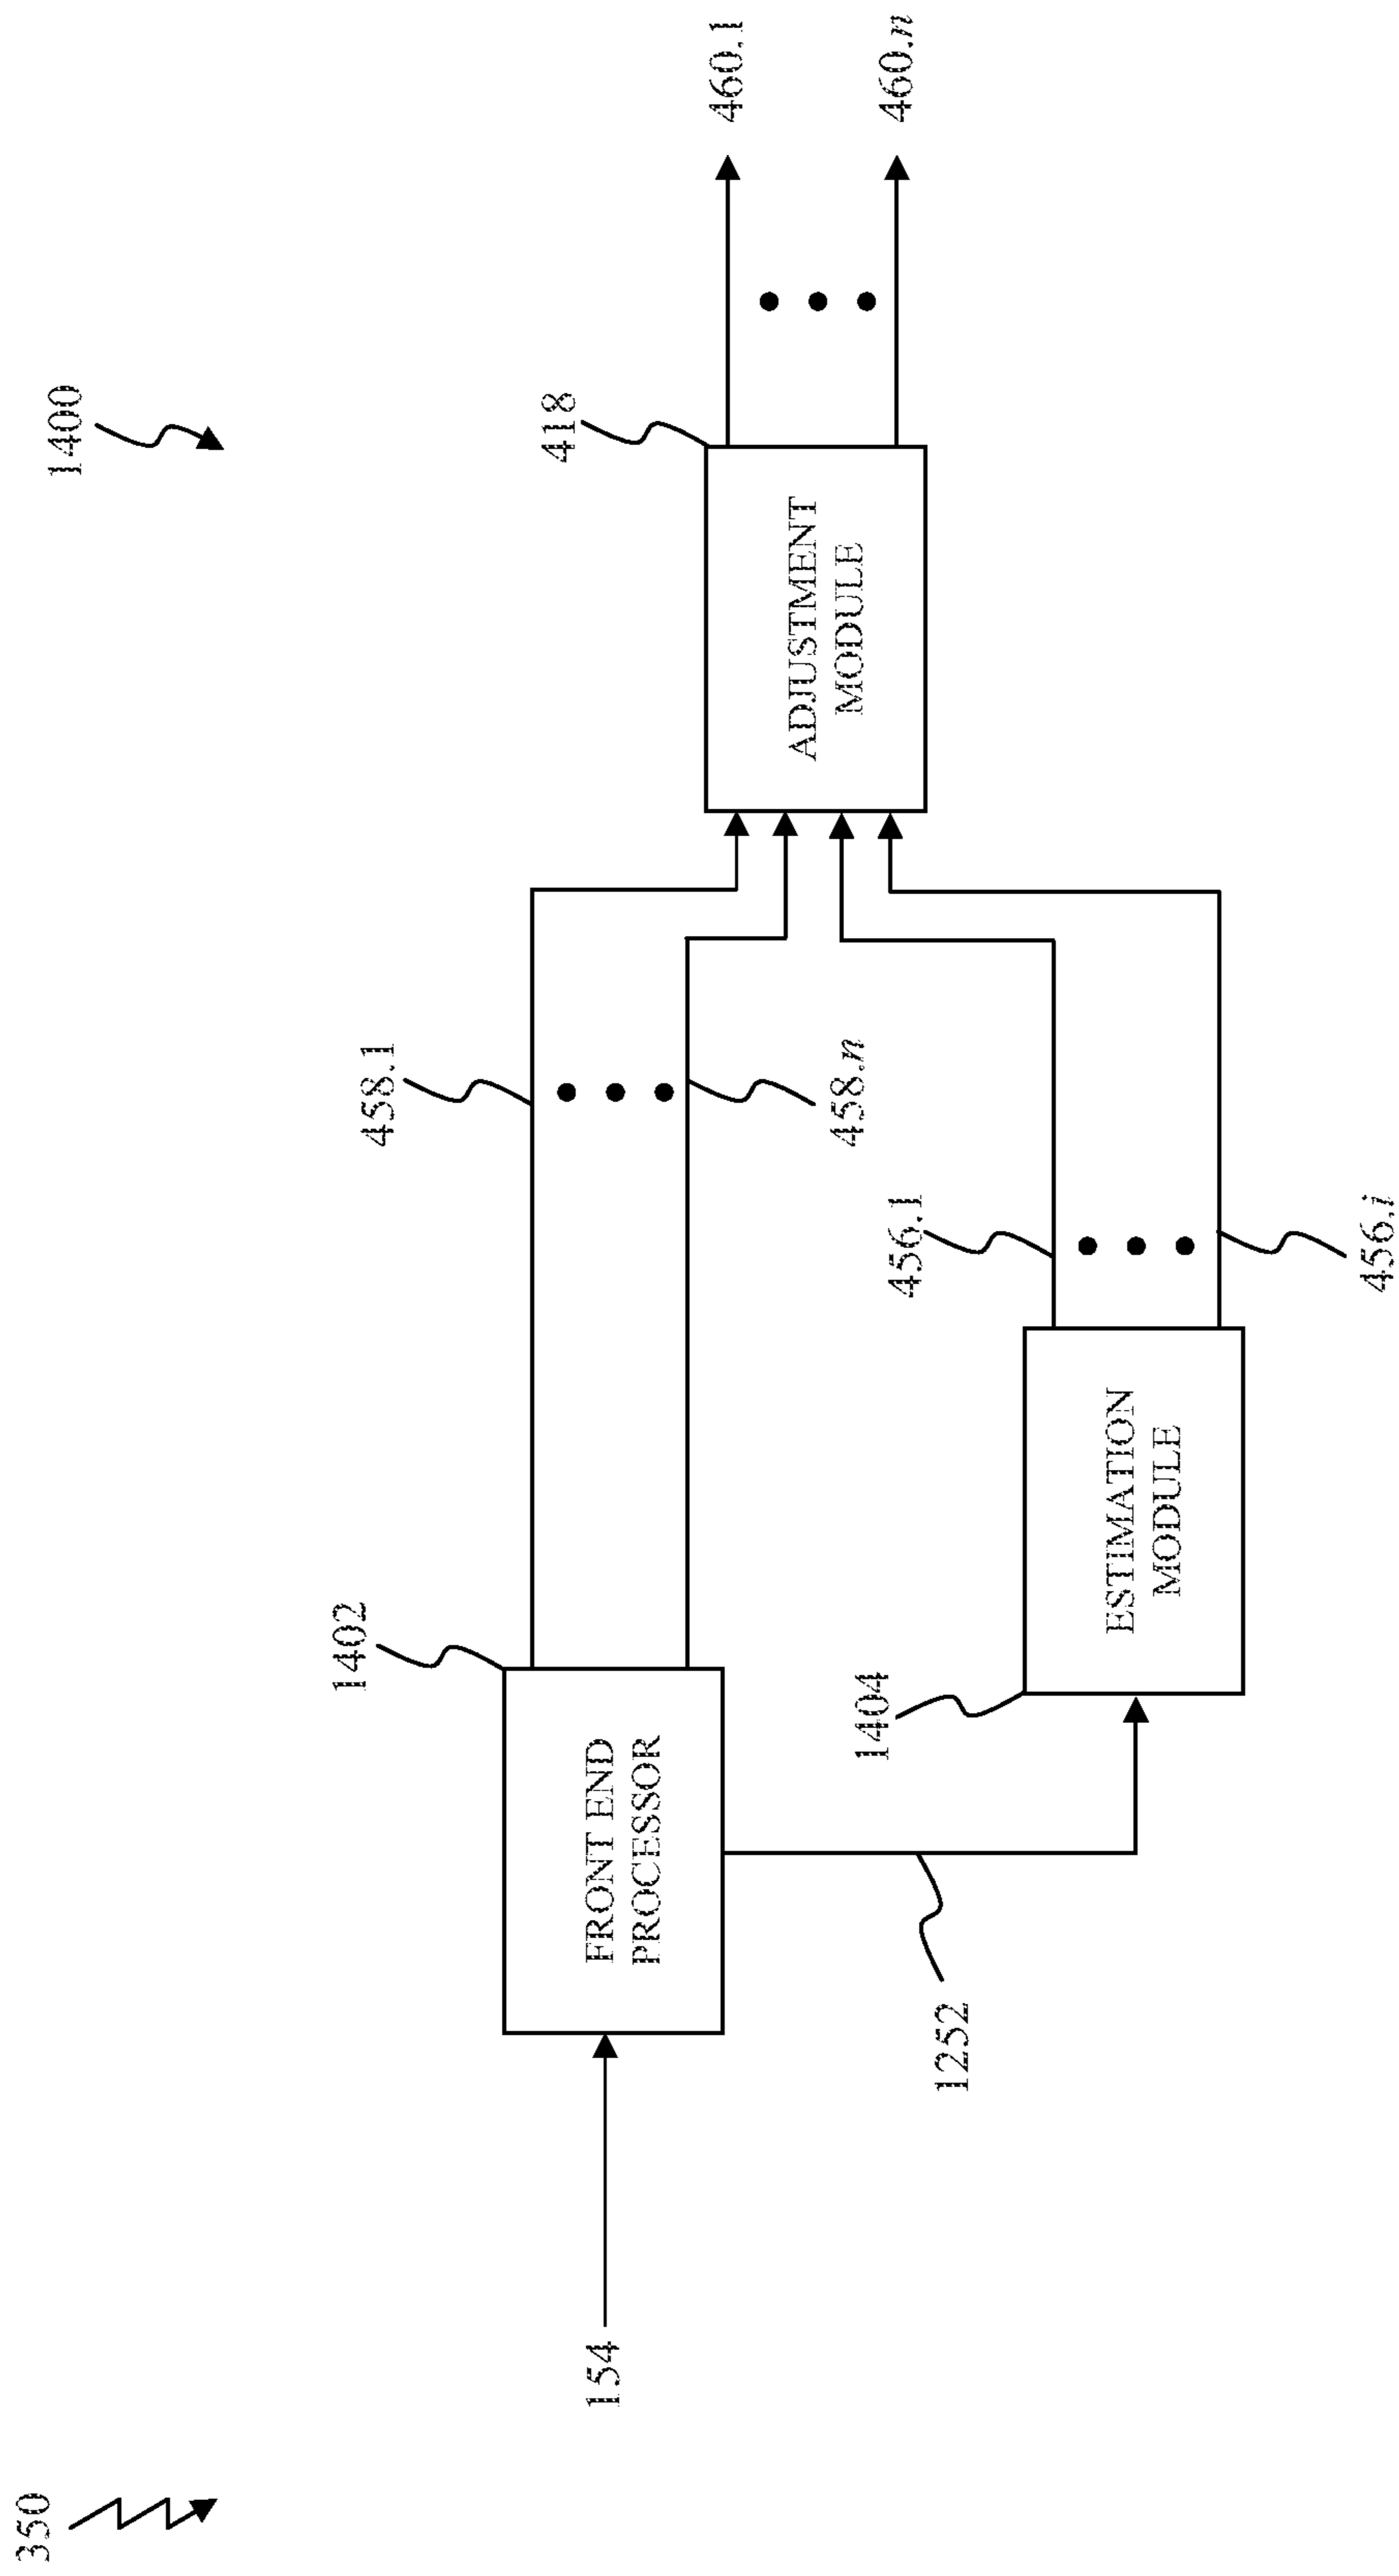 350
1400
154
FRONT END
PROCESSOR
1402
458.1
458.n
1252
1404
ESTIMATION
MODULE
456.1
456.i
418
ADJUSTMENT
MODULE
460.1
460.n